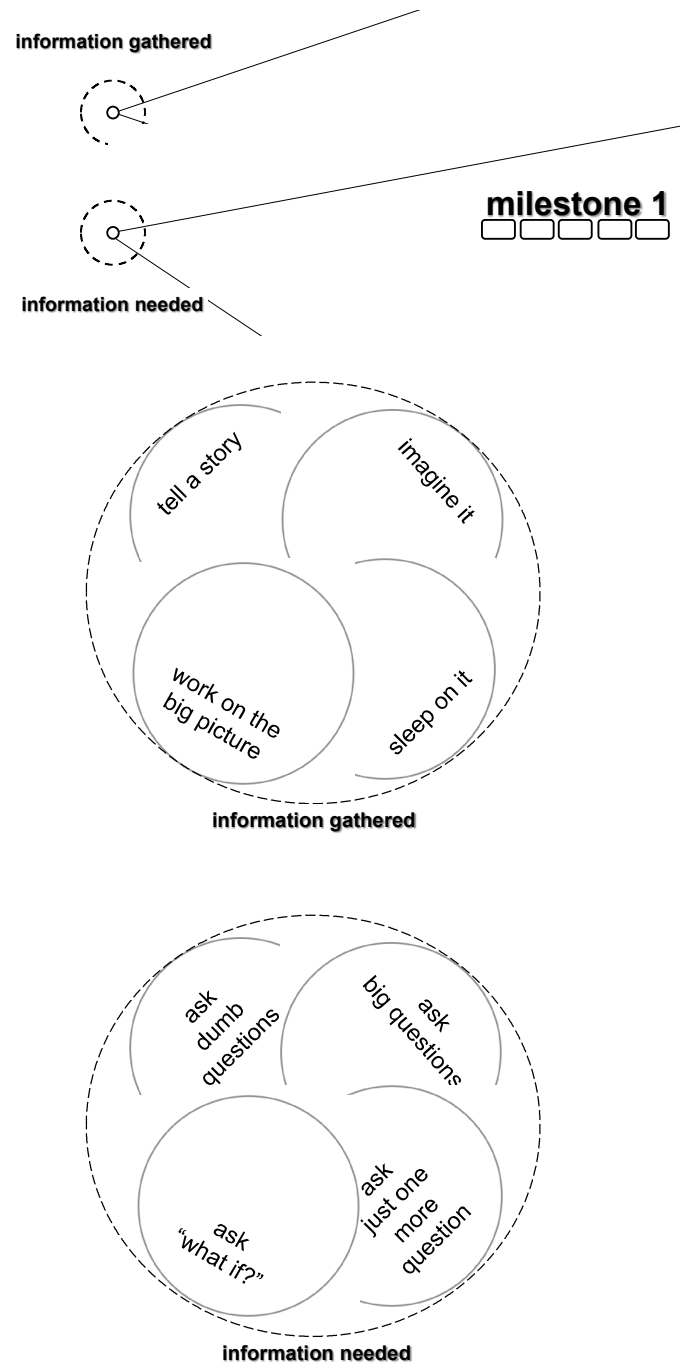 information gathered
milestone 1
information needed
tell a story
imagine it
work on the
big picture
sleep on it
information gathered
ask
dumb
questions
ask
big questions
ask
"what if?"
ask
just one
more
question
information needed